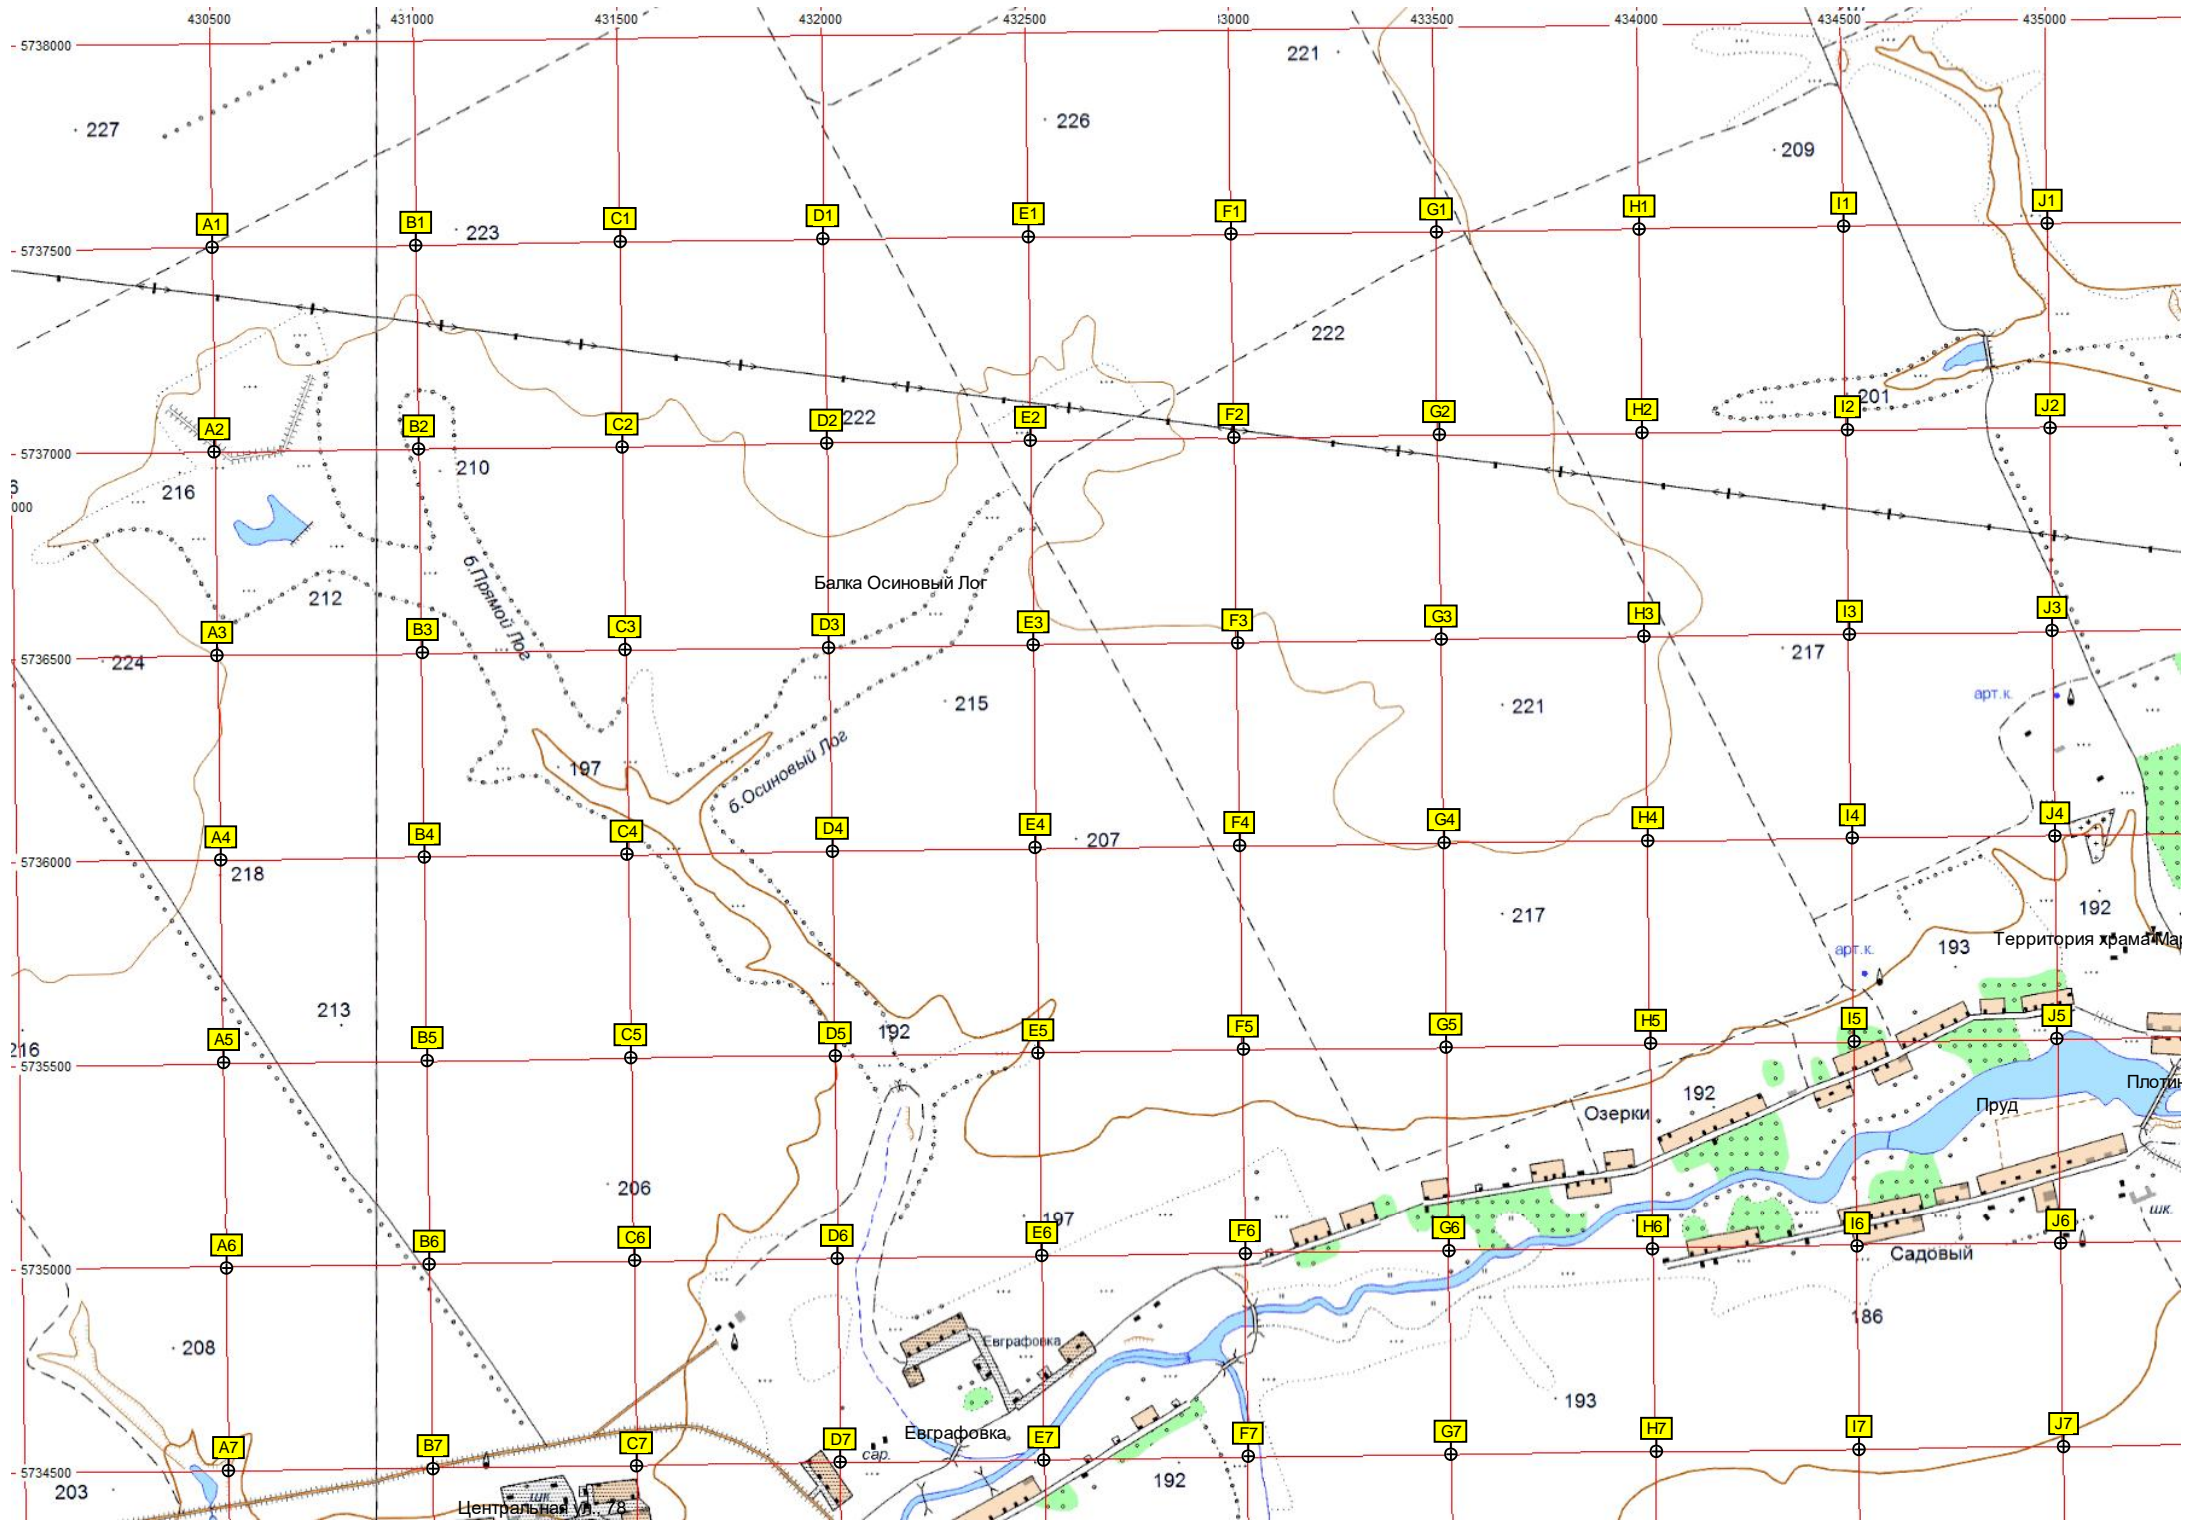 430500 431000 431500 432000 432500 33000 433500 434000 434500 435000
5738000
221
227
226
209
A1 B1 C1 D1 E1 F1 G1 H1 I1 J1
223
5737500
222
201
A2 B2 C2 D2 E2 F2 G2 H2 I2 J2
222
5737000
210
216
000
б.Прямой Лог
Балка Осиновый Лог
212
A3 B3 C3 D3 E3 F3 G3 H3 I3 J3
5736500
224
217
арт.к.
215
221
б.Осиновый Лог
197
A4 B4 C4 D4 E4 F4 G4 H4 I4 J4
207
5736000
218
192
217
193
Территория храма Мар
арт.к.
213
A5 B5 C5 D5 E5 F5 G5 H5 I5 J5
192
216
5735500
Плотин
192
Пруд
Озерки
206
197
шк.
A6 B6 C6 D6 E6 F6 G6 H6 I6 J6
Садовый
5735000
186
Евграфовка
208
193
Евграфовка
A7 B7 C7 D7 E7 F7 G7 H7 I7 J7
сар.
5734500
203
192
шк
Центральная ул., 78